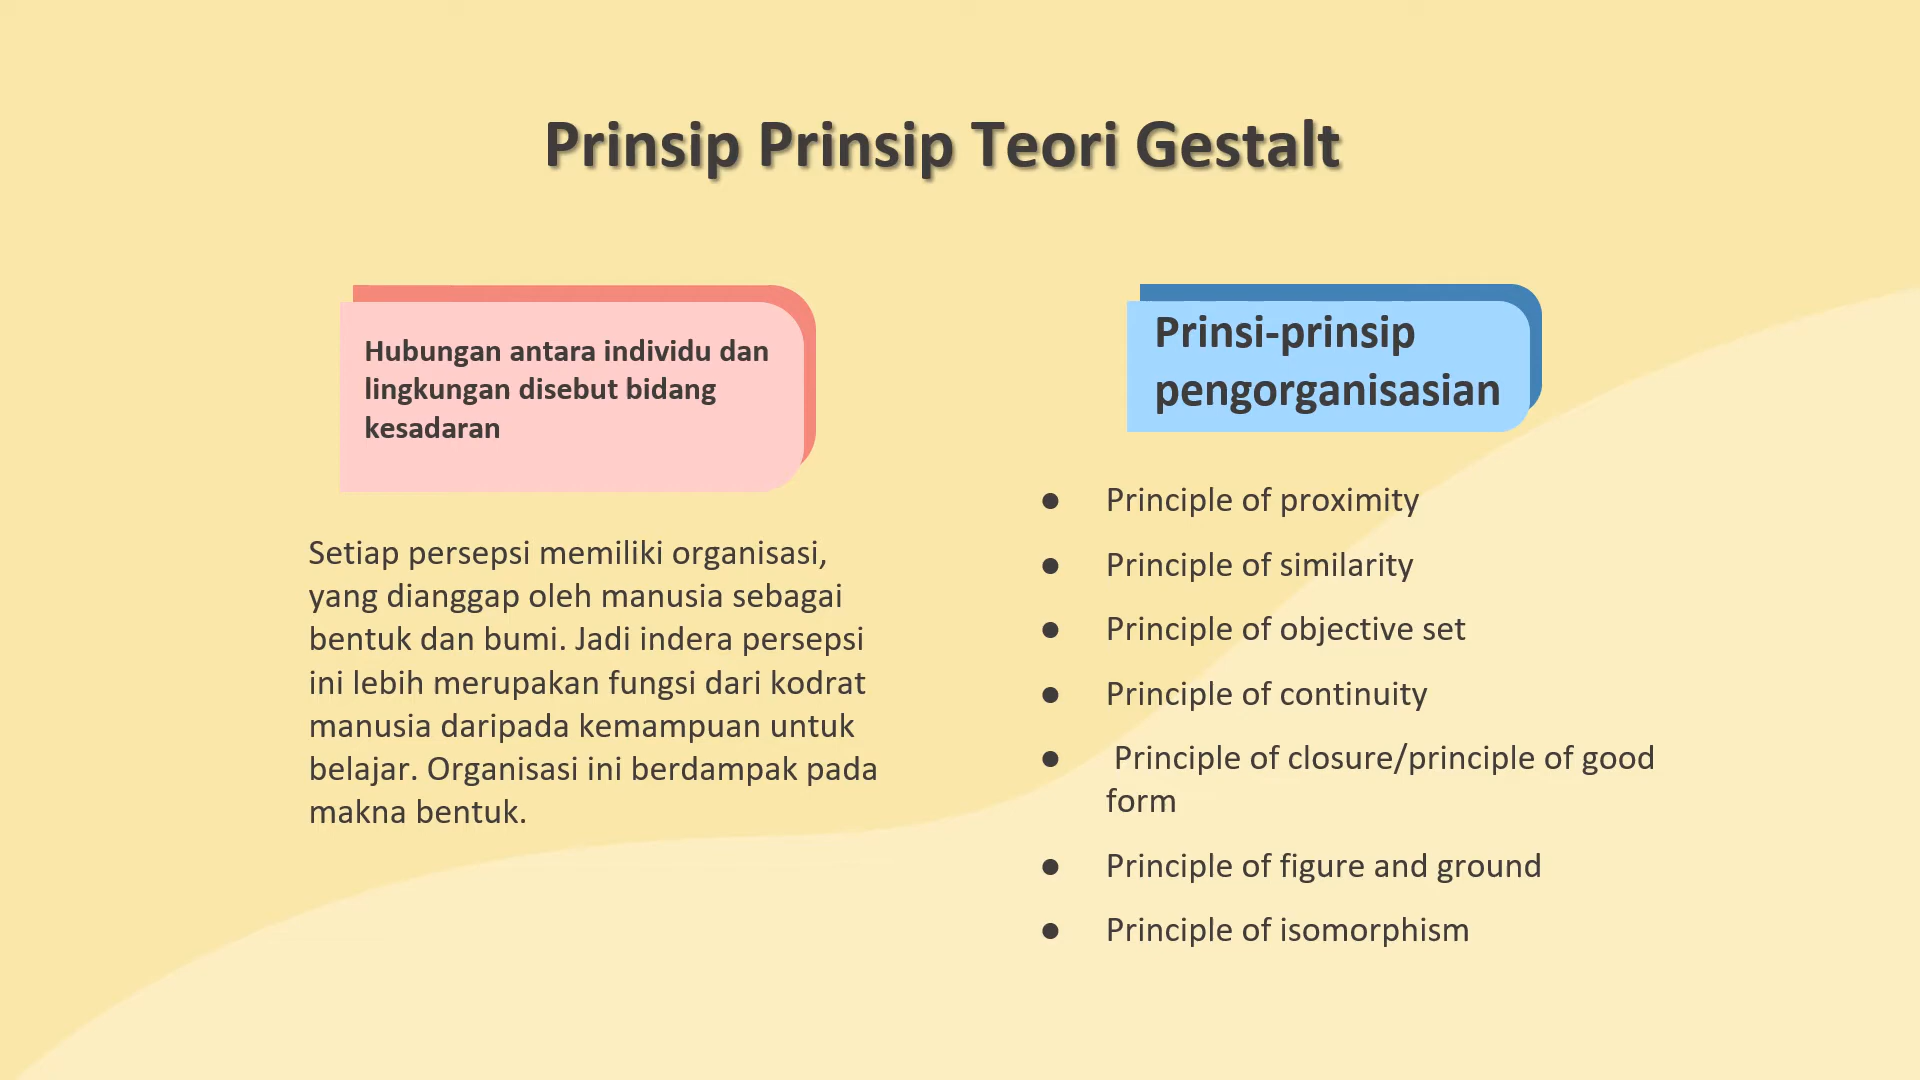 Prinsip Prinsip Teori Gestalt
Hubungan antara individu dan
lingkungan disebut bidang
kesadaran
Setiap persepsi memiliki organisasi,
yang dianggap oleh manusia sebagai
bentuk dan bumi. Jadi indera persepsi
ini lebih merupakan fungsi dari kodrat
manusia daripada kemampuan untuk
belajar. Organisasi ini berdampak pada
makna bentuk.
Prinsi-prinsip
pengorganisasian
● Principle of proximity
● Principle of similarity
● Principle of objective set
● Principle of continuity
● Principle of closure/principle of good
form
● Principle of figure and ground
● Principle of isomorphism